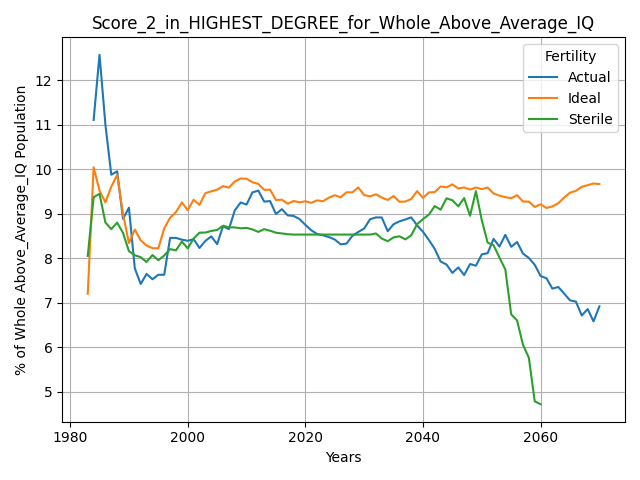 Score_2_in_HIGHEST_DEGREE_for_Whole_Above_Average_IQ
% of Whole Above_Average_IQ Population
12
11
10
9
8
7
6
5
1980
2000
2020
2040
2060
Years
Fertility
Actual
Ideal
Sterile